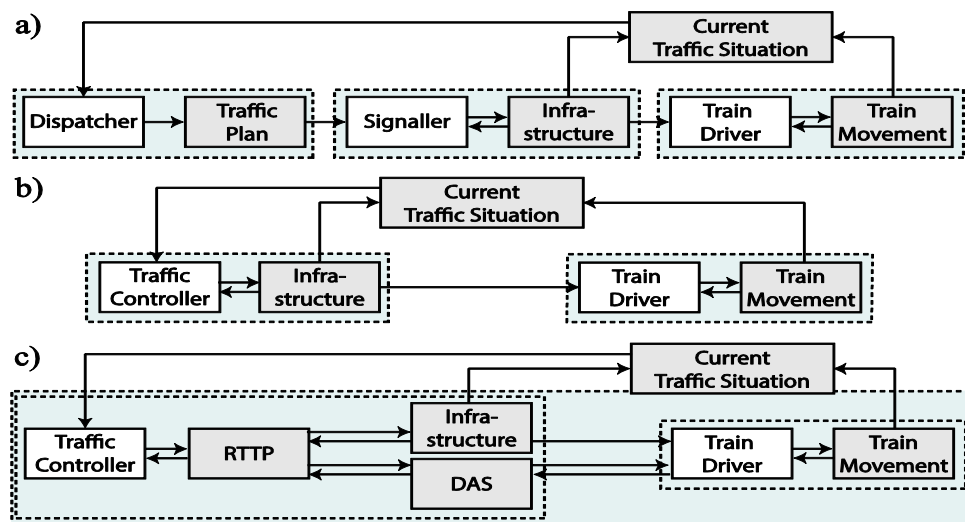 a)
Current
Traffic Situation
Dispatcher
Traffic
Plan
Signaller
Infra-
structure
Train
Driver
Train
Movement
b)
Current
Traffic Situation
Traffic
Controller
Infra-
structure
Train
Driver
Train
Movement
c)
Current
Traffic Situation
Traffic
Controller
RTTP
Infra-
structure
DAS
Train
Driver
Train
Movement